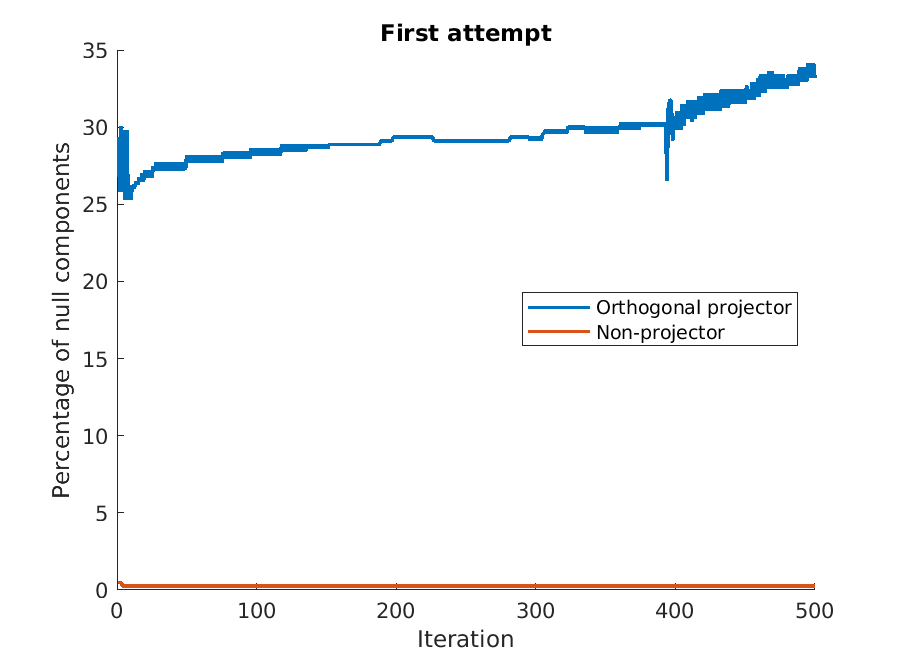 First attempt
Percentage of null components
35
30
25
20
15
10
5
0
Orthogonal projector
Non-projector
0 100 200 300 400 500
Iteration